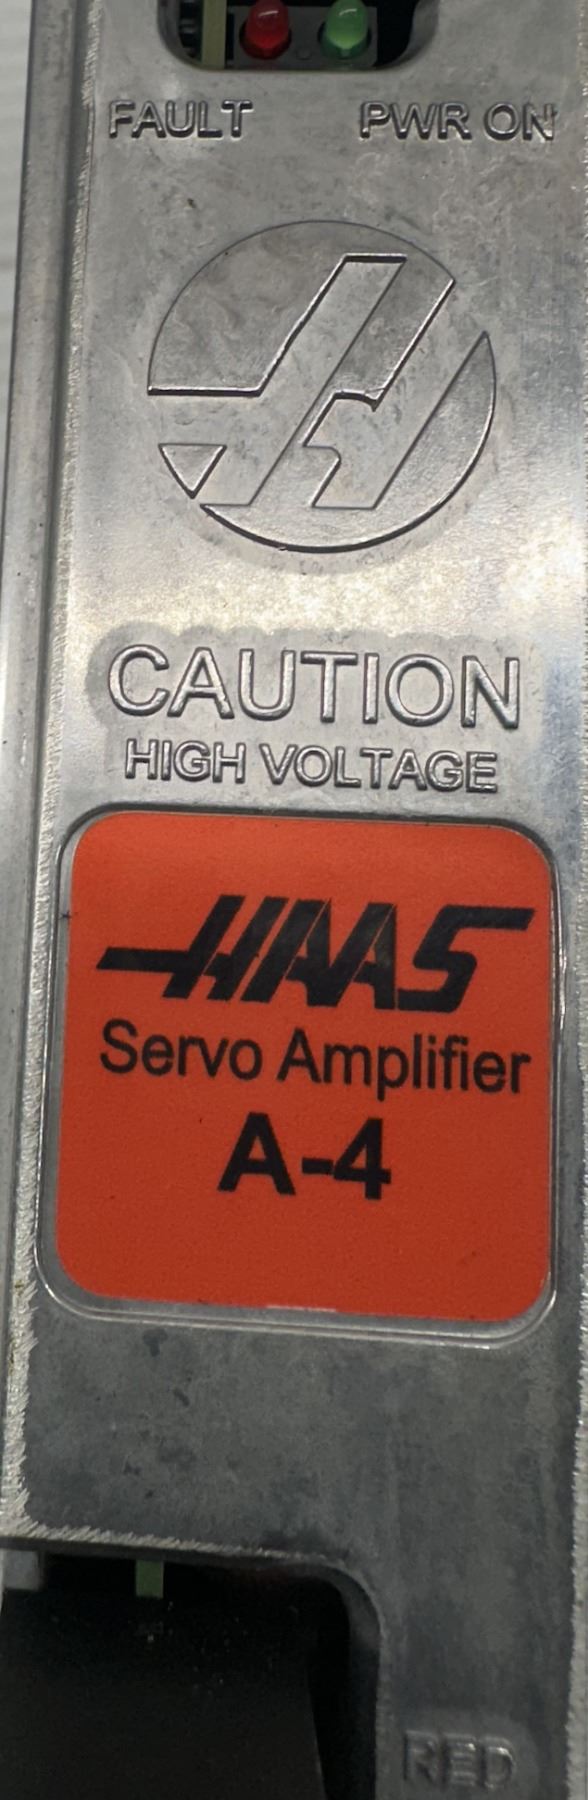 FAULT PWR ON
CAUTION
HIGH VOLTAGE
HAAS
Servo Amplifier
A-4
RED